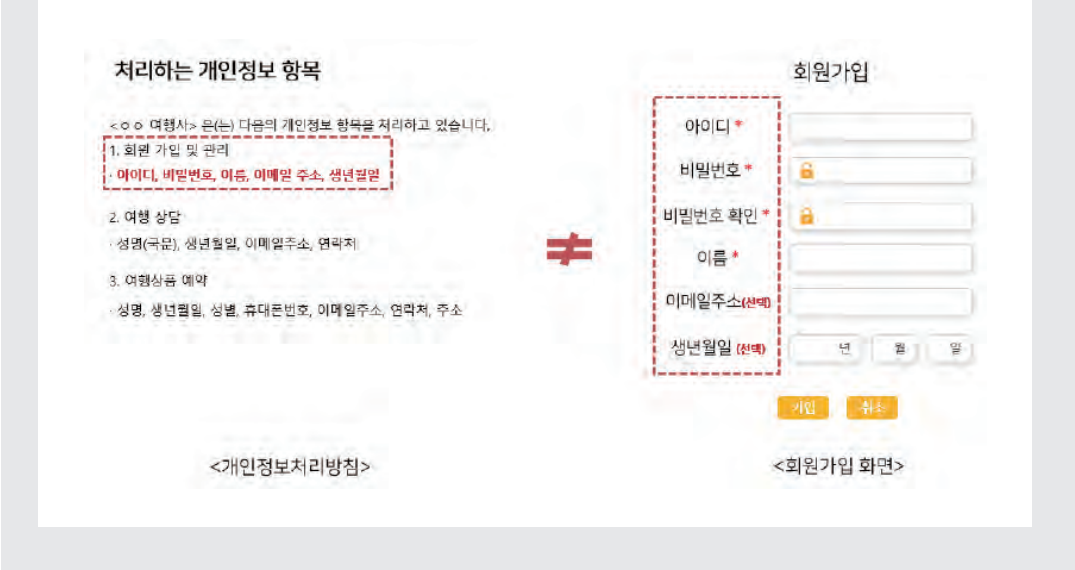 처리하는 개인정보 항목
<ㅇㅇ 여행사> 은(는) 다음의 개인정보 항목을 처리하고 있습니다.
1. 회원 가입 및 관리
· 아이디, 비밀번호, 이름, 이메일 주소, 생년월일
2. 여행 상담
· 성명(국문), 생년월일, 이메일주소, 연락처
3. 여행상품 예약
· 성명, 생년월일, 성별, 휴대폰번호, 이메일주소, 연락처, 주소
<개인정보처리방침>
≠
회원가입
아이디 *
비밀번호 *
비밀번호 확인 *
이름 *
이메일주소(선택)
생년월일 (선택) 년 월 일
가입 취소
<회원가입 화면>